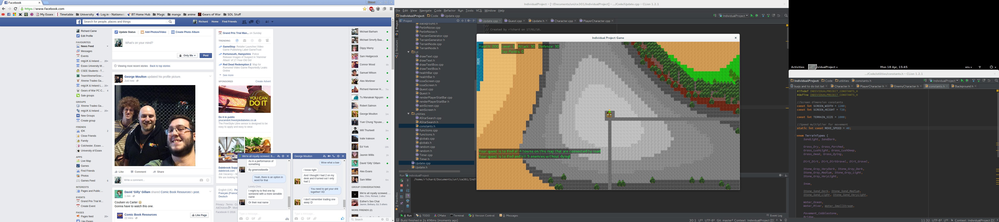 Facebook
Richard
https://www.facebook.com
My Essex
Timetable
University
Log in - Nationwic
BT Home Hub
Magic
manga
anime
Gears of War
SDL Stuff
Search for people, places and things
Richard
Home
Find Friends
Richard Came
Edit Profile
FAVOURITES
News Feed
Messages
Events
mtgUK & Ireland ... 20+
Essex University M...
CSEE Students - T...
TeamXtreme/Grav...
Xtreme Trades Ga...
mtgUK & Ireland L... 20+
Gears of War PC C... 4
Sale groups
GROUPS
Xtreme Trades Ga...
mtgUK & Ireland ... 20+
New Groups
Create group
FRIENDS
IDK 2
Close Friends
Family
Colchester, Essex ...
University of Essex
APPS
Live Map
Games
Find Friends
Photos
Games Feed 6
INTERESTS
Pages and Public ...
EVENTS
Grand Prix Trial M...
Create Event
PAGES
Pages feed 20+
Like Pages
Update Status
Add Photos/Video
Create Photo Album
What's on your mind?
Only Me
Post
Viewing most recent stories · Back to top stories
George Moulton updated his profile picture.
Just now ·
Like
Comment
Share
Write a comment...
David 'Gilly' Gillam shared Comic Book Resources's post.
1 min ·
Coulsen vs Carter
Gonna have to watch this one.
Comic Book Resources
22 mins ·
Like Page
Grand Prix Trial Man... on Sunday
TRENDING
GameStop: Retailer Launches Video
Game Publishing Label GameTrust
Portsmouth, Hampshire: Police
Release Images of Suspect in 'Hammer
Attack' of 17-Year-Old Girl
Red Dead Redemption 2: Map for
Rumored Video Game Reportedly Leaks
Online
See more
SPONSORED
Create Advert
YOU CAN
DO IT
Do it in public
youcandoit.freestylediabetes.co.uk
The FreeStyle Libre sensor is designed to be
easy to apply and easy to wear.
Dalebrook Supp
dalebrook.com
Job Vacancy – M
We are looking fo
English (UK) · Po
Français (France)
Deutsch
Privacy · Terms · Co
AdChoices · More
Facebook © 2016
We're all royally screwed. B...
As in a performance of
something
By greenvwbeetle
Yeah, there is an option in
word for that
Lonely Chris
I might try to find one by
someone with a more sensible
name
Or their real name
Type a message...
GIF
George Moulton
Wow what a bae
I know right
And I thought I had 2 on my
desk and it turned out I only
had 1
You need to get your shit
together! XD
I don't remember trading one
away
Type a message...
GIF
Michael Barham
Michael Smvrfy Baa...
Dippy Mamy
Sam Hedgecock
Connor Wood
Samuel Wilson
Alex Mortimer
Richard Hammer H... 7m
Tu Manaleak Nguyen
Robert Salmon
George Moulton 1m
Yuer Chung 'Nyuaw...
Will Thurlwell 3m
Iraile Iraleson
Ed York 18h
Jasmin Willis 1h
David 'Gilly' Gillam
Alex Evans 1h
Sam Miller 6m
GROUP CONVERSATIONS
We're all royally screwed. ...
Alex, Chris, Richard, 1 other
Esther's Sex Chat
Jasmin, Bethany, Ed, 5 others
MORE FRIENDS (2)
Search
IndividualProject – [~/Documents/uni/ce301/IndividualProject] – .../Code/Update.cpp – CLion 1.2.1
File Edit View Navigate Code Refactor Run Tools VCS Window Help
IndividualProject
Code
Update.cpp
IndividualProject
1: Project
Z: Structure
2: Favorites
Project
Background.h
PerlinNoise.cpp
PerlinNoise.h
TerrainGenerator.cpp
TerrainGenerator.h
TerrainNode.cpp
TerrainNode.h
UI
drawText.cpp
drawText.h
drawTextBox.cpp
drawTextBox.h
healthBar.cpp
healthBar.h
loseScreen.cpp
loseScreen.h
Quest.cpp
Quest.h
renderPlayerStatBar.cpp
renderPlayerStatBar.h
winScreen.cpp
winScreen.h
utilities
AStarSearch.cpp
AStarSearch.h
constants.h
functions.cpp
functions.h
globals.cpp
globals.h
random.cpp
random.h
Timer.cpp
Timer.h
Update.cpp
Update.h
Update.cpp
Quest.cpp
Update.h
Character.cpp
PlayerCharacter.cpp
//
// Created by richard on 17/01/16.
Individual Project Game
Health: 200 Level: 1 Attack: 30 Defence: 30
Exp Points: 0
Your quest is to find all 4 towns on this map that are connected by road
Your quest is to find and kill 5 enemies without dying!
Run IndividualProject
/home/richard/Documents/uni/ce301/Indi
4: Run
6: TODO
CMake
Terminal
9: Version Control
0: Messages
Event Log
Build finished in 2s 496ms (moments ago)
30:1 LF UTF-8 Git: master Context: IndividualProject [D]
Activities
IndividualProject
Mon 18 Apr, 15:45
en1
.../Code/utilities/constants.h – CLion 1.2.1
IndividualProject
Code
utilities
constants.h
IndividualProject
bugs and to do list.txt
Character.h
PlayerCharacter.h
EnemyCharacter.h
constants.h
Background.h
#ifndef INDIVIDUALPROJECT_CONSTANTS_H
#define INDIVIDUALPROJECT_CONSTANTS_H
//Screen dimension constants
const int SCREEN_WIDTH = 1280;
const int SCREEN_HEIGHT = 720;
const int TERRAIN_SIZE = 1000;
//Speed multiplier for movement
static int const MOVE_SPEED = 40;
enum TerrainTypes {
SandLight, SandDark,
Grass_Dry, Grass_Parched,
Grass_LushLight, Grass_LushDeep,
Grass_Dead, Grass_Dying,
Dirt_Dirt, Dirt_DirtGravel, Dirt_Gravel,
Stone_Gray_VeryDark, Stone_Gray_Dark,
Stone_Gray_Medium, Stone_Gray_Light,
Stone_Gray_VeryLight,
Snow,
Stone_Sand_Dark, Stone_Sand_Medium,
Stone_Sand_Light, Stone_Sand_VeryLight,
Water_Ocean,
Water_River, Water_SmallStream,
Pavement_Cobblestone,
Bridge,
11:32 UTF-8 LF Context: IndividualProject [D]